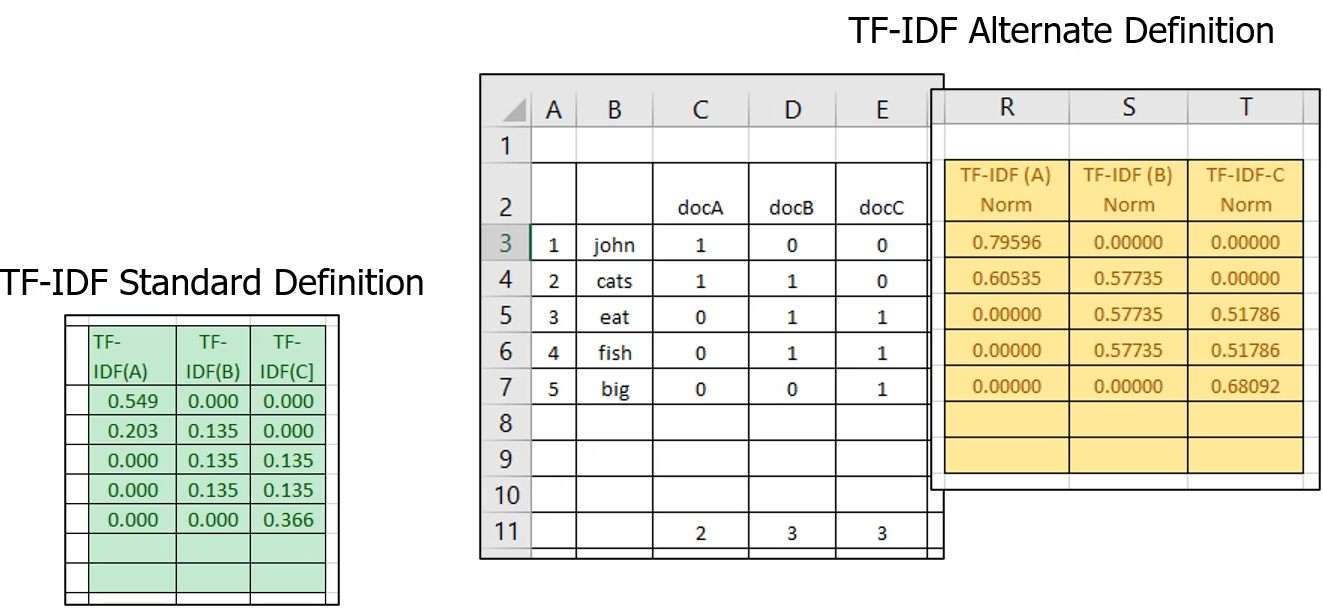 TF-IDF Alternate Definition
A B C D E
1
2 docA docB docC
3 1 john 1 0 0
4 2 cats 1 1 0
5 3 eat 0 1 1
6 4 fish 0 1 1
7 5 big 0 0 1
8
9
10
11 2 3 3
R S T
TF-IDF (A) TF-IDF (B) TF-IDF-C
Norm Norm Norm
0.79596 0.00000 0.00000
0.60535 0.57735 0.00000
0.00000 0.57735 0.51786
0.00000 0.57735 0.51786
0.00000 0.00000 0.68092
TF-IDF Standard Definition
TF- TF- TF-
IDF(A) IDF(B) IDF(C]
0.549 0.000 0.000
0.203 0.135 0.000
0.000 0.135 0.135
0.000 0.135 0.135
0.000 0.000 0.366